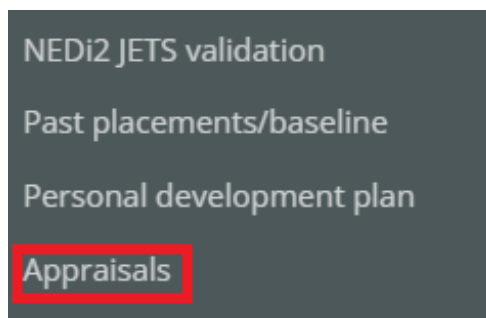 NEDi2 JETS validation
Past placements/baseline
Personal development plan
Appraisals